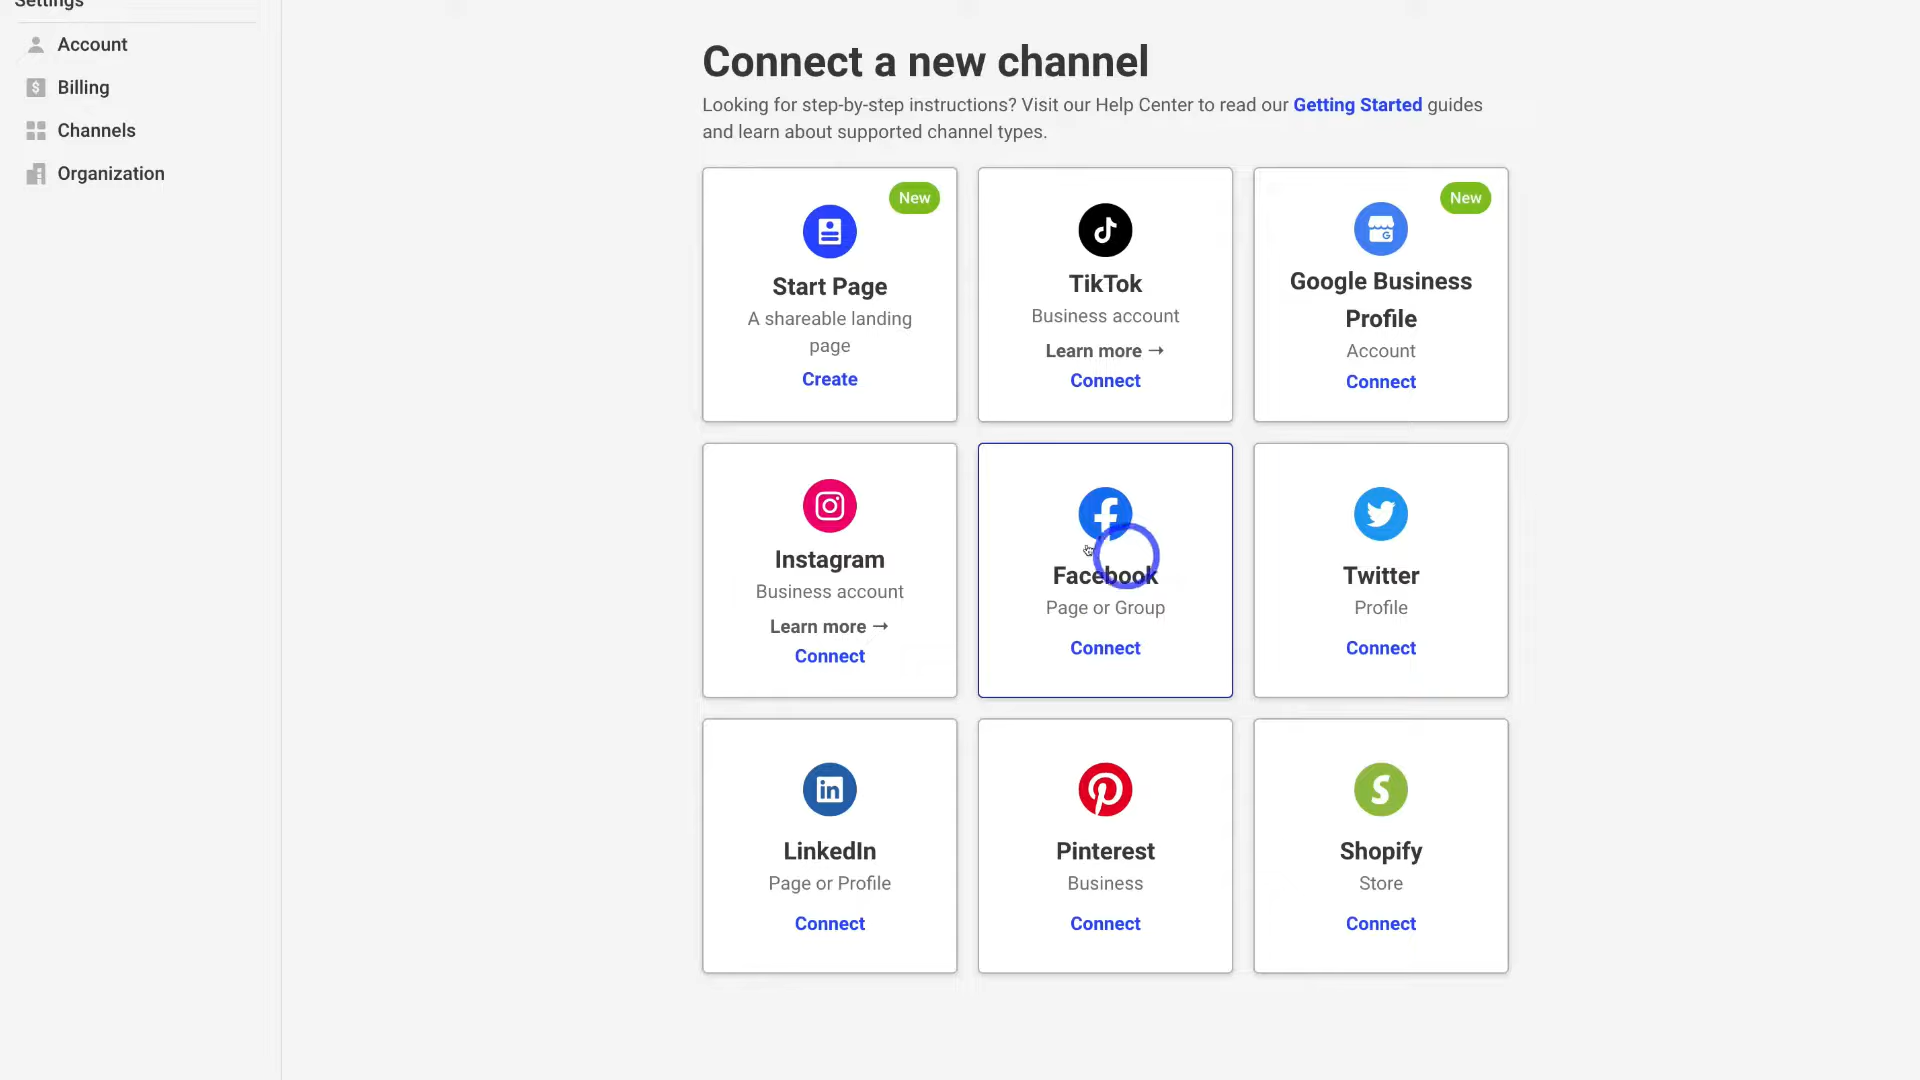 Settings
Account
Billing
Channels
Organization
Connect a new channel
Looking for step-by-step instructions? Visit our Help Center to read our Getting Started guides
and learn about supported channel types.
New
Start Page
A shareable landing
page
Create
TikTok
Business account
Learn more →
Connect
New
Google Business
Profile
Account
Connect
Instagram
Business account
Learn more →
Connect
Facebook
Page or Group
Connect
Twitter
Profile
Connect
LinkedIn
Page or Profile
Connect
Pinterest
Business
Connect
Shopify
Store
Connect